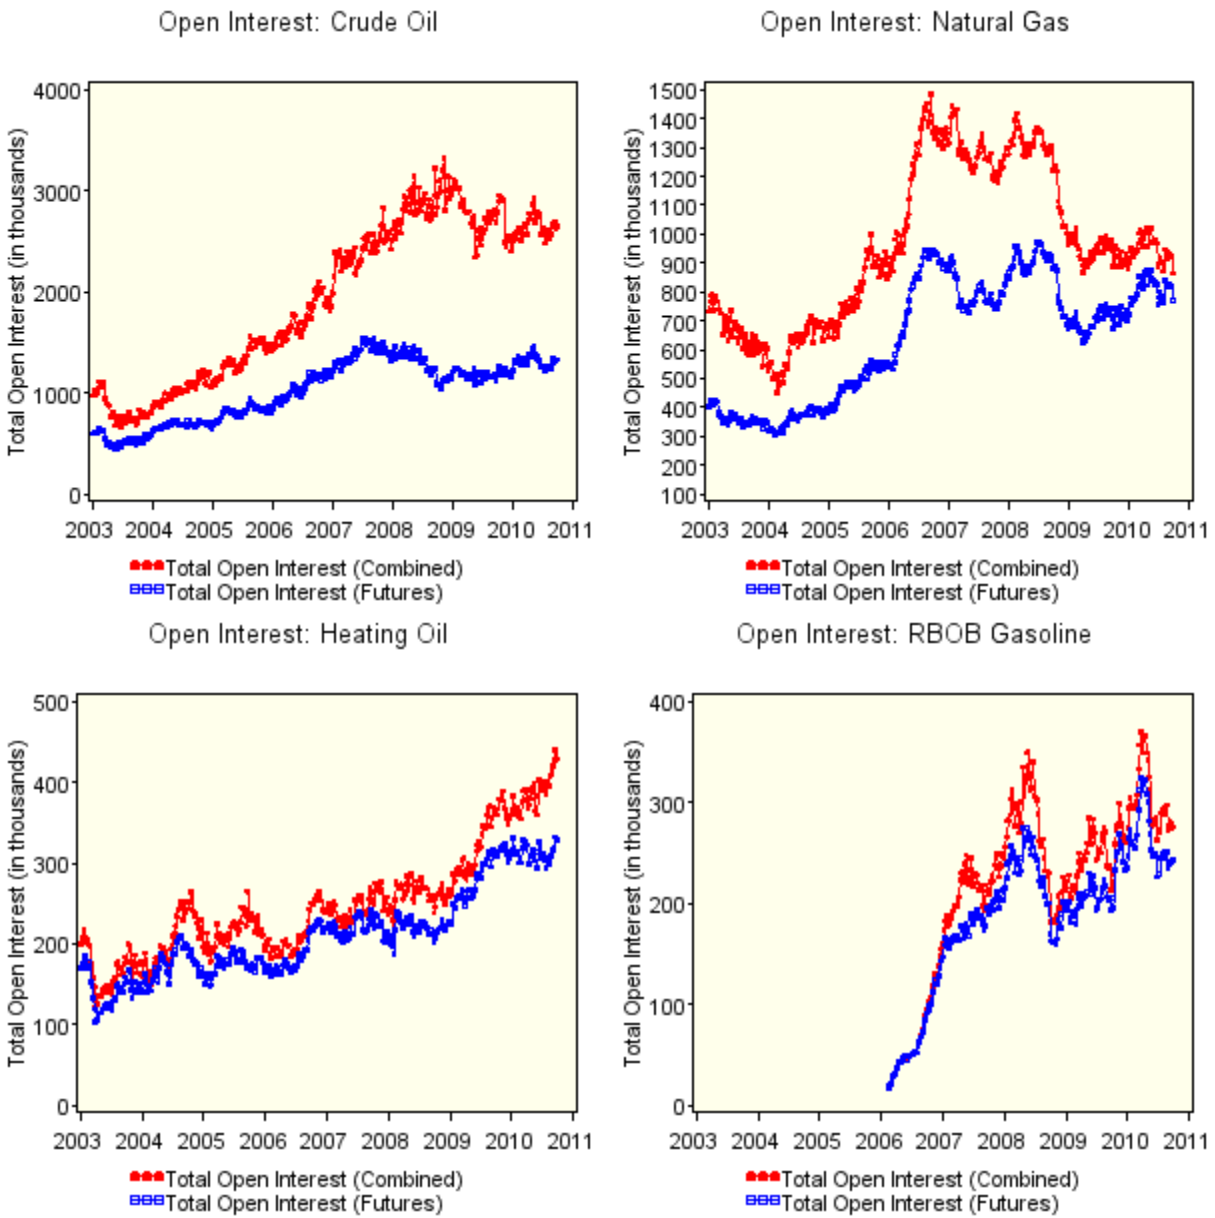 Open Interest: Crude Oil
Total Open Interest (in thousands)
4000
3000
2000
1000
0
2003 2004 2005 2006 2007 2008 2009 2010 2011
Total Open Interest (Combined)
Total Open Interest (Futures)
Open Interest: Natural Gas
Total Open Interest (in thousands)
1500
1400
1300
1200
1100
1000
900
800
700
600
500
400
300
200
100
2003 2004 2005 2006 2007 2008 2009 2010 2011
Total Open Interest (Combined)
Total Open Interest (Futures)
Open Interest: Heating Oil
Total Open Interest (in thousands)
500
400
300
200
100
0
2003 2004 2005 2006 2007 2008 2009 2010 2011
Total Open Interest (Combined)
Total Open Interest (Futures)
Open Interest: RBOB Gasoline
Total Open Interest (in thousands)
400
300
200
100
0
2003 2004 2005 2006 2007 2008 2009 2010 2011
Total Open Interest (Combined)
Total Open Interest (Futures)